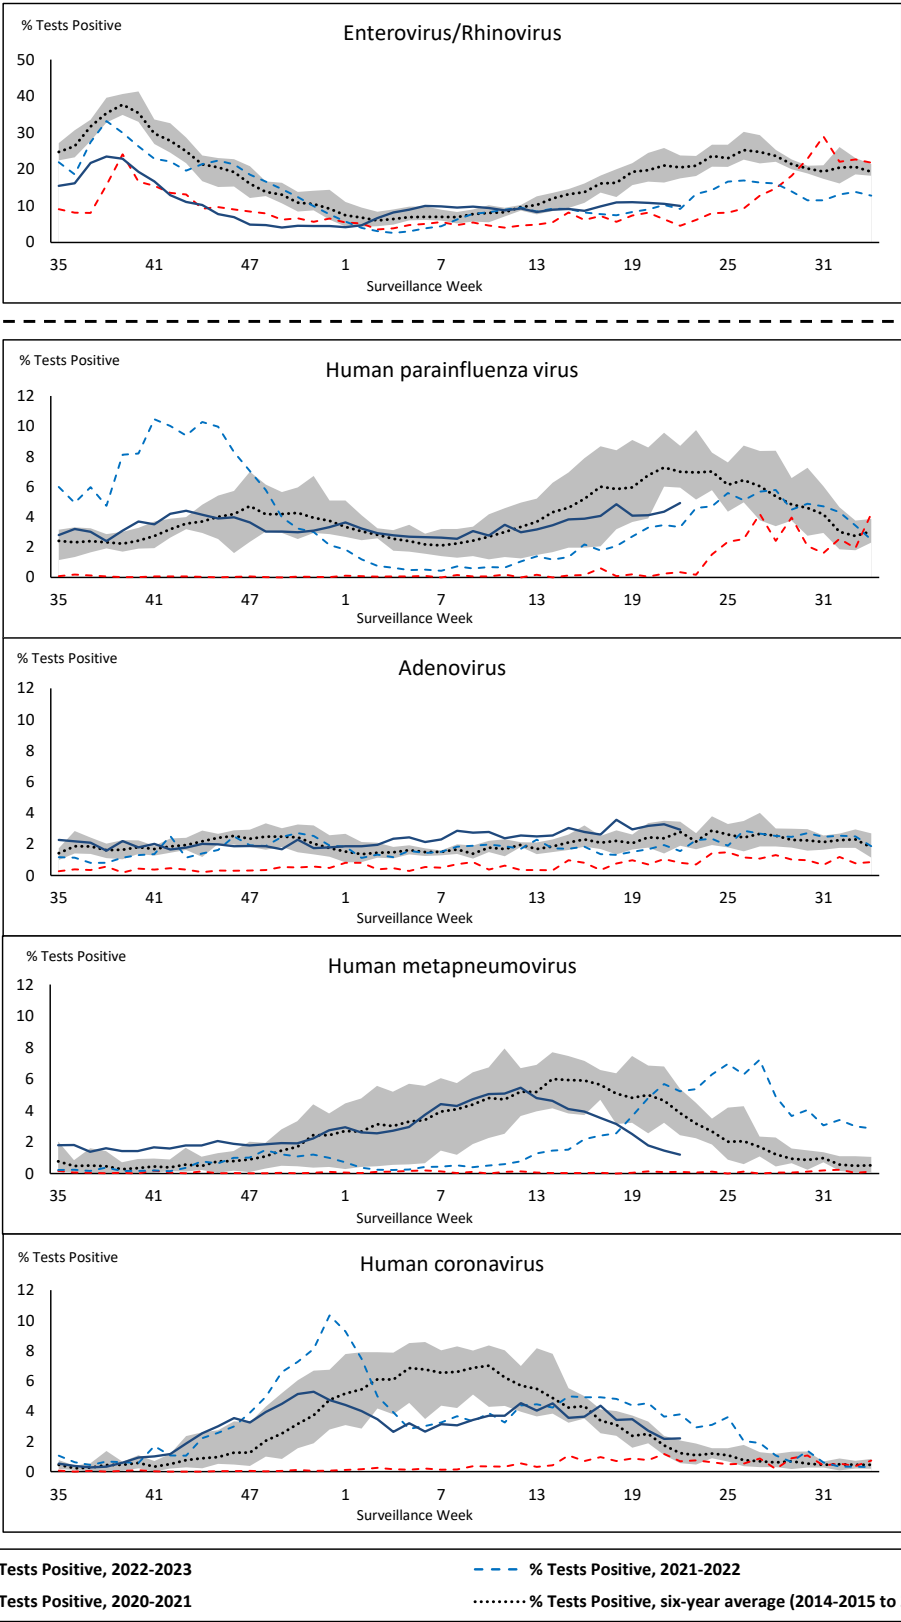 % Tests Positive
Enterovirus/Rhinovirus
50
40
30
20
10
0
35 41 47 1 7 13 19 25 31
Surveillance Week
% Tests Positive
Human parainfluenza virus
12
10
8
6
4
2
0
35 41 47 1 7 13 19 25 31
Surveillance Week
% Tests Positive
Adenovirus
12
10
8
6
4
2
0
35 41 47 1 7 13 19 25 31
Surveillance Week
% Tests Positive
Human metapneumovirus
12
10
8
6
4
2
0
35 41 47 1 7 13 19 25 31
Surveillance Week
% Tests Positive
Human coronavirus
12
10
8
6
4
2
0
35 41 47 1 7 13 19 25 31
Surveillance Week
Tests Positive, 2022-2023 % Tests Positive, 2021-2022
Tests Positive, 2020-2021 % Tests Positive, six-year average (2014-2015 to